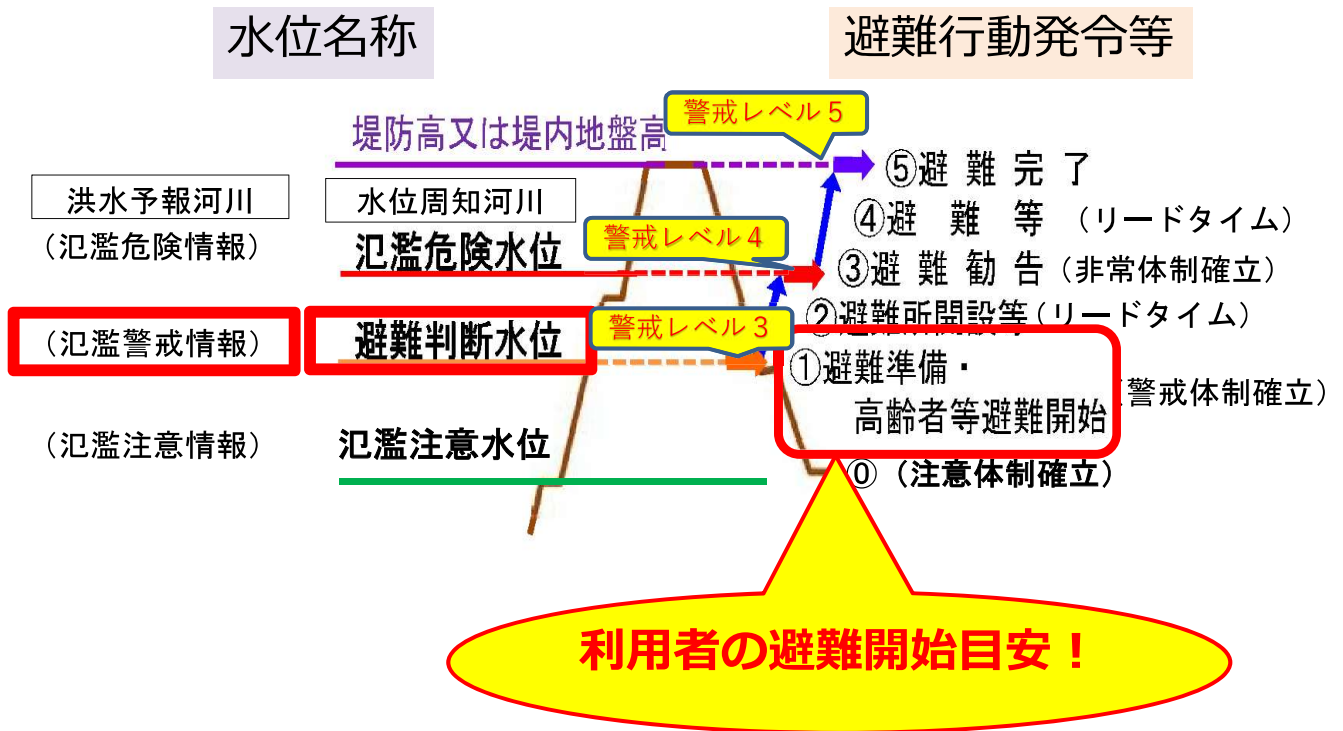 水位名称
避難行動発令等
警戒レベル５
堤防高又は堤内地盤高
⑤避 難 完 了
洪水予報河川
水位周知河川
④避 難 等 （リードタイム）
（氾濫危険情報）
氾濫危険水位
警戒レベル４
③避 難 勧 告（非常体制確立）
②避難所開設等（リードタイム）
（氾濫警戒情報）
避難判断水位
警戒レベル３
①避難準備・
高齢者等避難開始
（警戒体制確立）
（氾濫注意情報）
氾濫注意水位
⓪（注意体制確立）
利用者の避難開始目安！